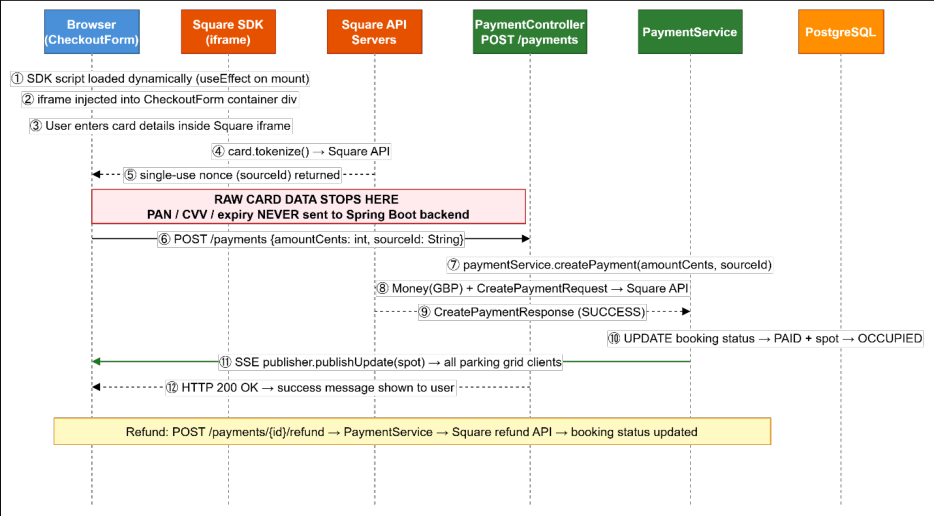 Browser
(CheckoutForm)
Square SDK
(iframe)
Square API
Servers
PaymentController
POST /payments
PaymentService
PostgreSQL
① SDK script loaded dynamically (useEffect on mount)
② iframe injected into CheckoutForm container div
③ User enters card details inside Square iframe
④ card.tokenize() → Square API
⑤ single-use nonce (sourceId) returned
RAW CARD DATA STOPS HERE
PAN / CVV / expiry NEVER sent to Spring Boot backend
⑥ POST /payments {amountCents: int, sourceId: String}
⑦ paymentService.createPayment(amountCents, sourceId)
⑧ Money(GBP) + CreatePaymentRequest → Square API
⑨ CreatePaymentResponse (SUCCESS)
⑩ UPDATE booking status → PAID + spot → OCCUPIED
⑪ SSE publisher.publishUpdate(spot) → all parking grid clients
⑫ HTTP 200 OK → success message shown to user
Refund: POST /payments/{id}/refund → PaymentService → Square refund API → booking status updated